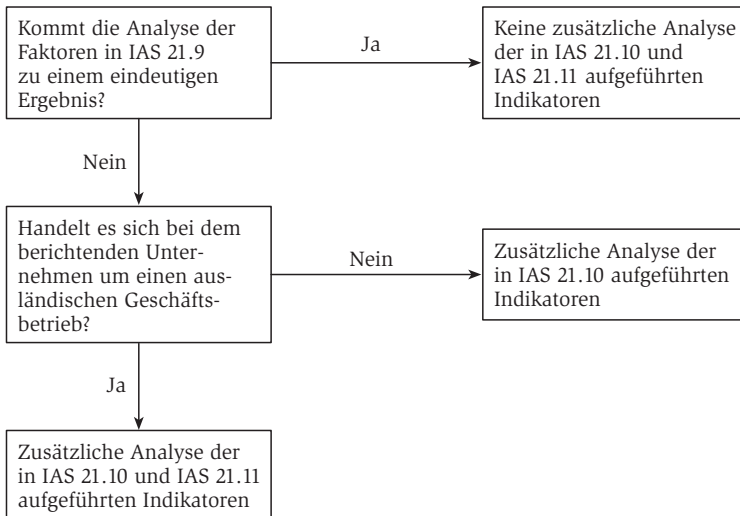 Kommt die Analyse der
Faktoren in IAS 21.9
zu einem eindeutigen
Ergebnis?
Ja
Keine zusätzliche Analyse
der in IAS 21.10 und
IAS 21.11 aufgeführten
Indikatoren
Nein
Handelt es sich bei dem
berichtenden Unter-
nehmen um einen aus-
ländischen Geschäfts-
betrieb?
Nein
Zusätzliche Analyse der
in IAS 21.10 aufgeführten
Indikatoren
Ja
Zusätzliche Analyse der
in IAS 21.10 und IAS 21.11
aufgeführten Indikatoren